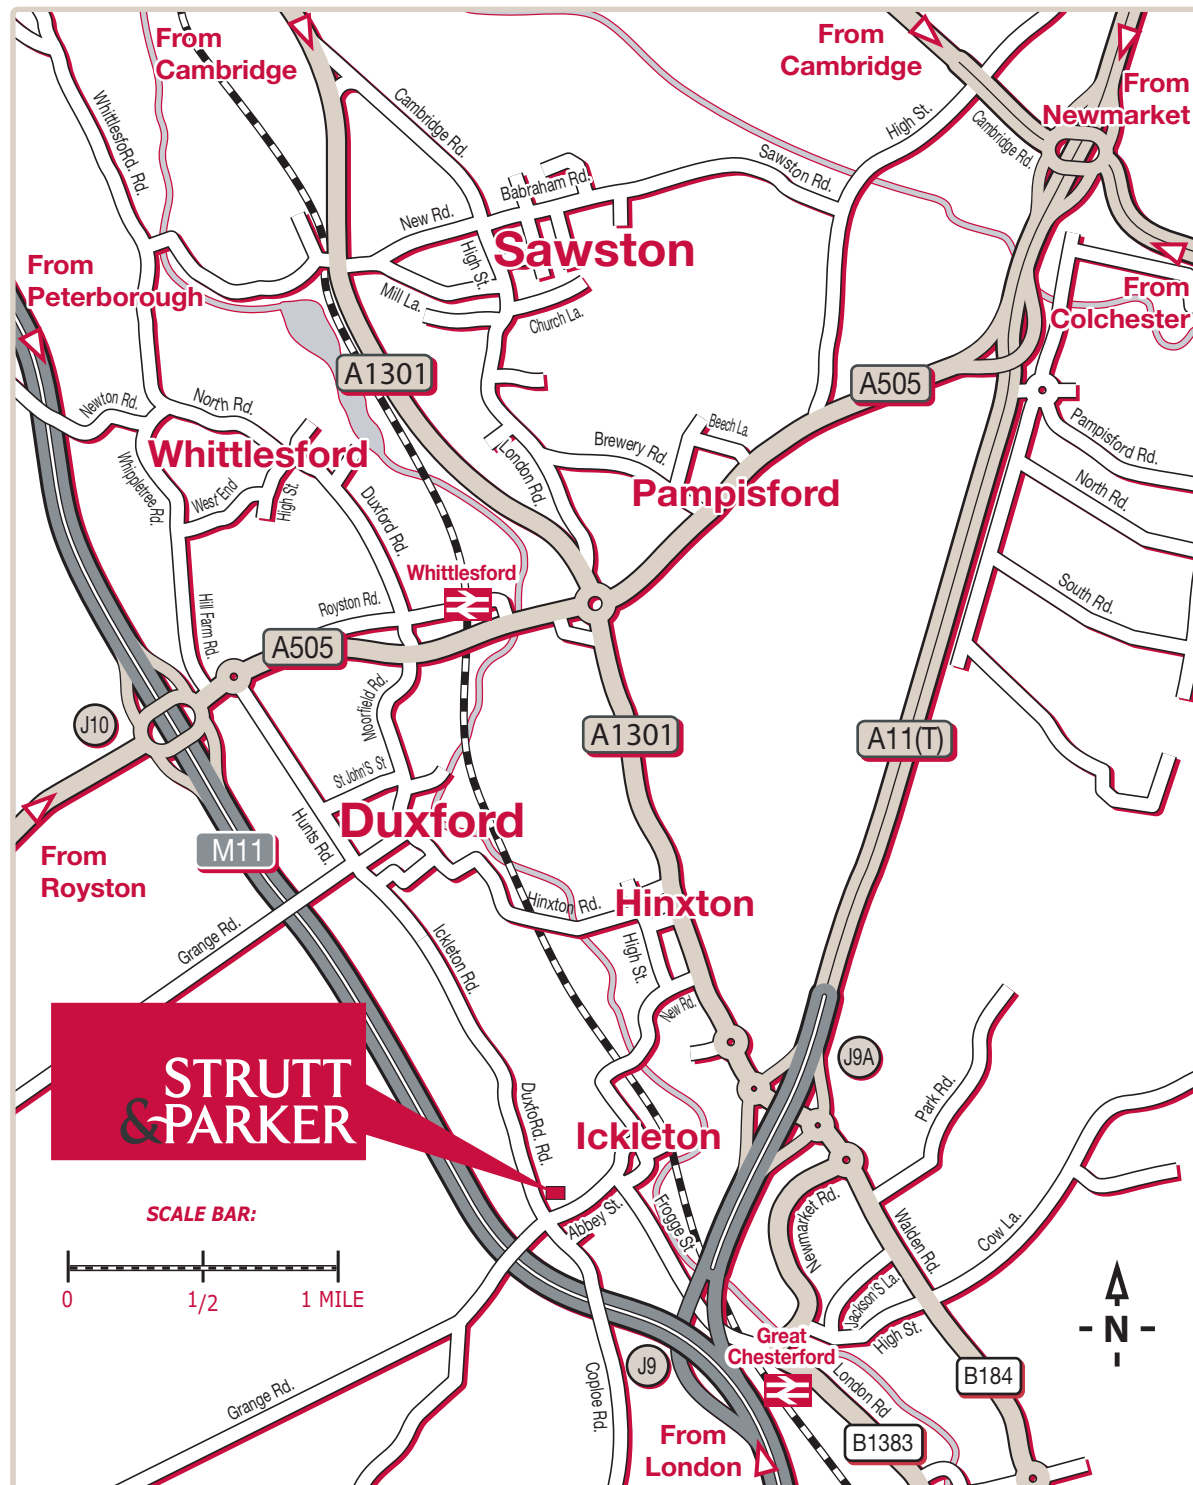 From
Cambridge
From
Cambridge
From
Newmarket
WhittlesfoRd. Rd.
Cambridge Rd.
High St.
Cambridge Rd.
Sawston Rd.
Babraham Rd.
New Rd.
High St.
Sawston
From
Peterborough
Mill La.
Church La.
From
Colchester
A1301
A505
Newton Rd.
North Rd.
Whittlesford
Whippletree Rd.
West End
High St.
Duxford Rd.
London Rd.
Brewery Rd.
Beech La.
Pampisford
Pampisford Rd.
North Rd.
South Rd.
Whittlesford
Royston Rd.
Hill Farm Rd.
A505
Moorfield Rd.
J10
A1301
A11(T)
St.John'S St
Duxford
Hunts Rd.
M11
From
Royston
Hinxton Rd.
Hinxton
High St.
Grange Rd.
Ickleton Rd.
New Rd.
J9A
Park Rd.
STRUTT
&PARKER
DuxfoRd. Rd.
Ickleton
Abbey St.
Frogge St
Newmarket Rd.
Walden Rd.
Cow La.
SCALE BAR:
0 1/2 1 MILE
Jackson'S La.
High St.
N
Great
Chesterford
J9
Coploe Rd.
Grange Rd.
London Rd
B184
B1383
From
London